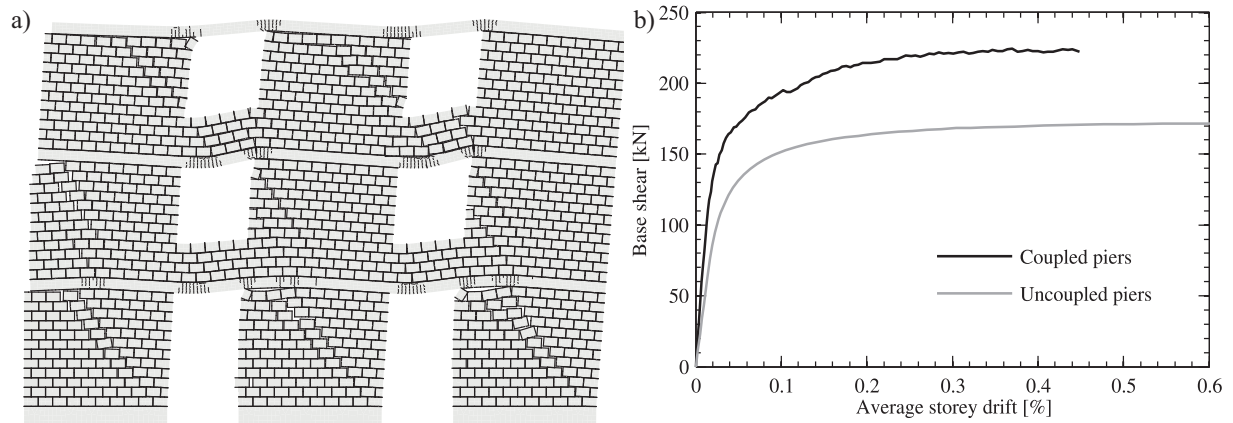 a)
b)
250
200
150
100
50
0
Base shear [kN]
Coupled piers
Uncoupled piers
0 0.1 0.2 0.3 0.4 0.5 0.6
Average storey drift [%]